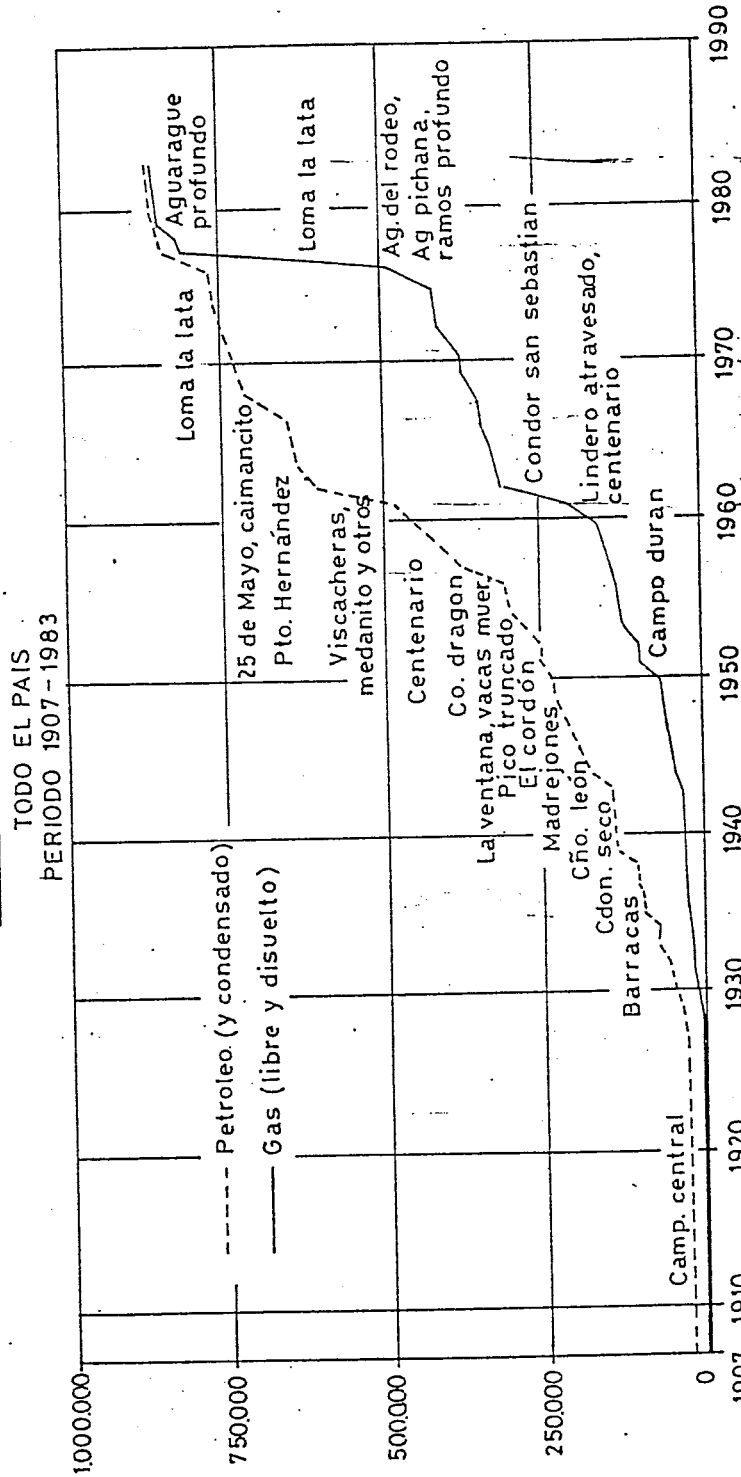 TODO EL PAIS
PERIODO 1907-1983
---- Petroleo. (y condensado)
—— Gas (libre y disuelto)
1.000.000
750.000
500.000
250.000
0
1907
1910
1920
1930
1940
1950
1960
1970
1980
1990
Camp. central
Barracas
Cdon. seco
Cño. leon
Madrejones
El cordón
Pico truncado
La ventana, vacas muer.
Co. dragon
Centenario
Viscacheras,
medanito y otros
Pto. Hernández
25 de Mayo, caimancito
Loma la lata
Aguarague
profundo
Loma la lata
Ag. del rodeo,
Ag pichana,
ramos profundo
Condor san sebastian
Lindero atravesado,
centenario
Campo duran